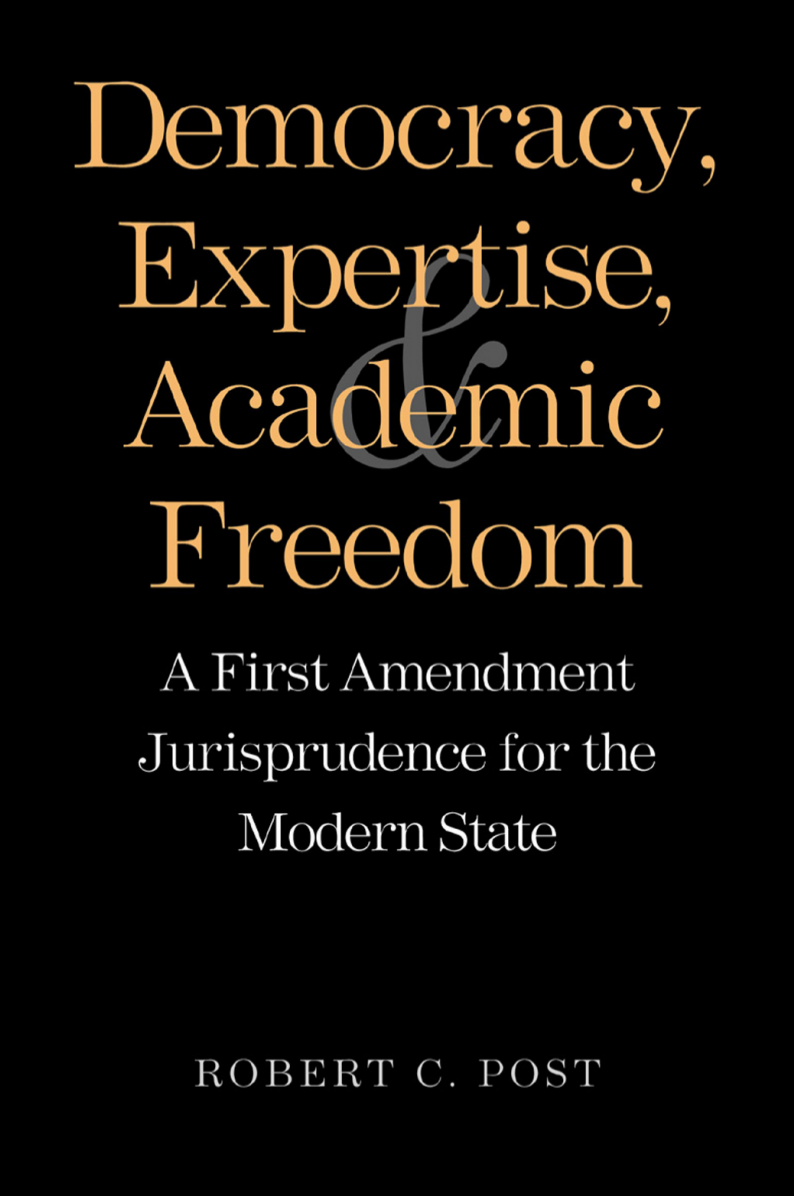 Democracy,
Expertise,
&
Academic
Freedom
A First Amendment
Jurisprudence for the
Modern State
ROBERT C. POST